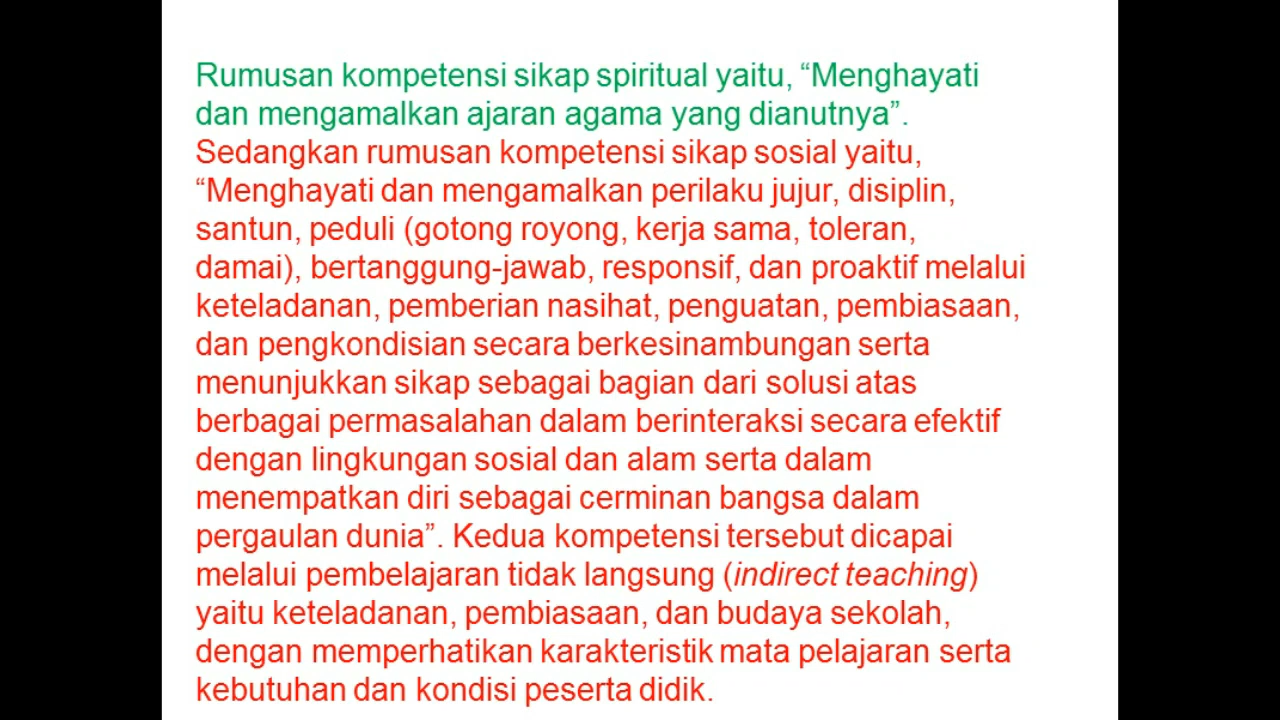 Rumusan kompetensi sikap spiritual yaitu, “Menghayati
dan mengamalkan ajaran agama yang dianutnya”.
Sedangkan rumusan kompetensi sikap sosial yaitu,
“Menghayati dan mengamalkan perilaku jujur, disiplin,
santun, peduli (gotong royong, kerja sama, toleran,
damai), bertanggung-jawab, responsif, dan proaktif melalui
keteladanan, pemberian nasihat, penguatan, pembiasaan,
dan pengkondisian secara berkesinambungan serta
menunjukkan sikap sebagai bagian dari solusi atas
berbagai permasalahan dalam berinteraksi secara efektif
dengan lingkungan sosial dan alam serta dalam
menempatkan diri sebagai cerminan bangsa dalam
pergaulan dunia”. Kedua kompetensi tersebut dicapai
melalui pembelajaran tidak langsung (indirect teaching)
yaitu keteladanan, pembiasaan, dan budaya sekolah,
dengan memperhatikan karakteristik mata pelajaran serta
kebutuhan dan kondisi peserta didik.